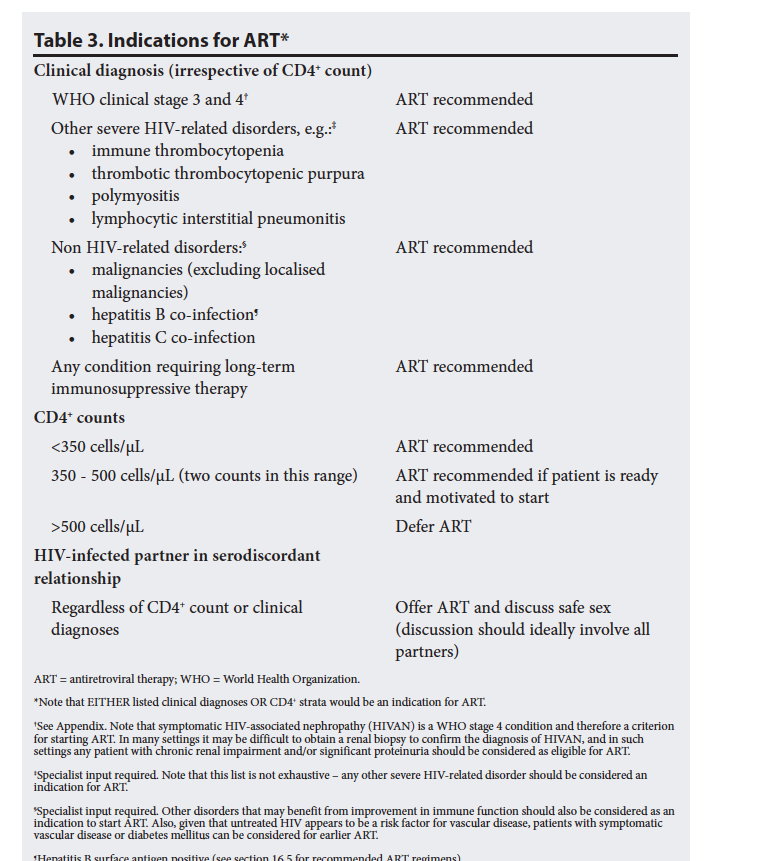 Table 3. Indications for ART*
Clinical diagnosis (irrespective of CD4⁺ count)
WHO clinical stage 3 and 4† ART recommended
Other severe HIV-related disorders, e.g.:‡ ART recommended
• immune thrombocytopenia
• thrombotic thrombocytopenic purpura
• polymyositis
• lymphocytic interstitial pneumonitis
Non HIV-related disorders:§ ART recommended
• malignancies (excluding localised
malignancies)
• hepatitis B co-infection¶
• hepatitis C co-infection
Any condition requiring long-term ART recommended
immunosuppressive therapy
CD4⁺ counts
<350 cells/µL ART recommended
350 - 500 cells/µL (two counts in this range) ART recommended if patient is ready
and motivated to start
>500 cells/µL Defer ART
HIV-infected partner in serodiscordant
relationship
Regardless of CD4⁺ count or clinical Offer ART and discuss safe sex
diagnoses (discussion should ideally involve all
partners)
ART = antiretroviral therapy; WHO = World Health Organization.
*Note that EITHER listed clinical diagnoses OR CD4⁺ strata would be an indication for ART.
†See Appendix. Note that symptomatic HIV-associated nephropathy (HIVAN) is a WHO stage 4 condition and therefore a criterion
for starting ART. In many settings it may be difficult to obtain a renal biopsy to confirm the diagnosis of HIVAN, and in such
settings any patient with chronic renal impairment and/or significant proteinuria should be considered as eligible for ART.
‡Specialist input required. Note that this list is not exhaustive – any other severe HIV-related disorder should be considered an
indication for ART.
§Specialist input required. Other disorders that may benefit from improvement in immune function should also be considered as an
indication to start ART. Also, given that untreated HIV appears to be a risk factor for vascular disease, patients with symptomatic
vascular disease or diabetes mellitus can be considered for earlier ART.
¶Hepatitis B surface antigen positive (see section 16.5 for recommended ART regimens)